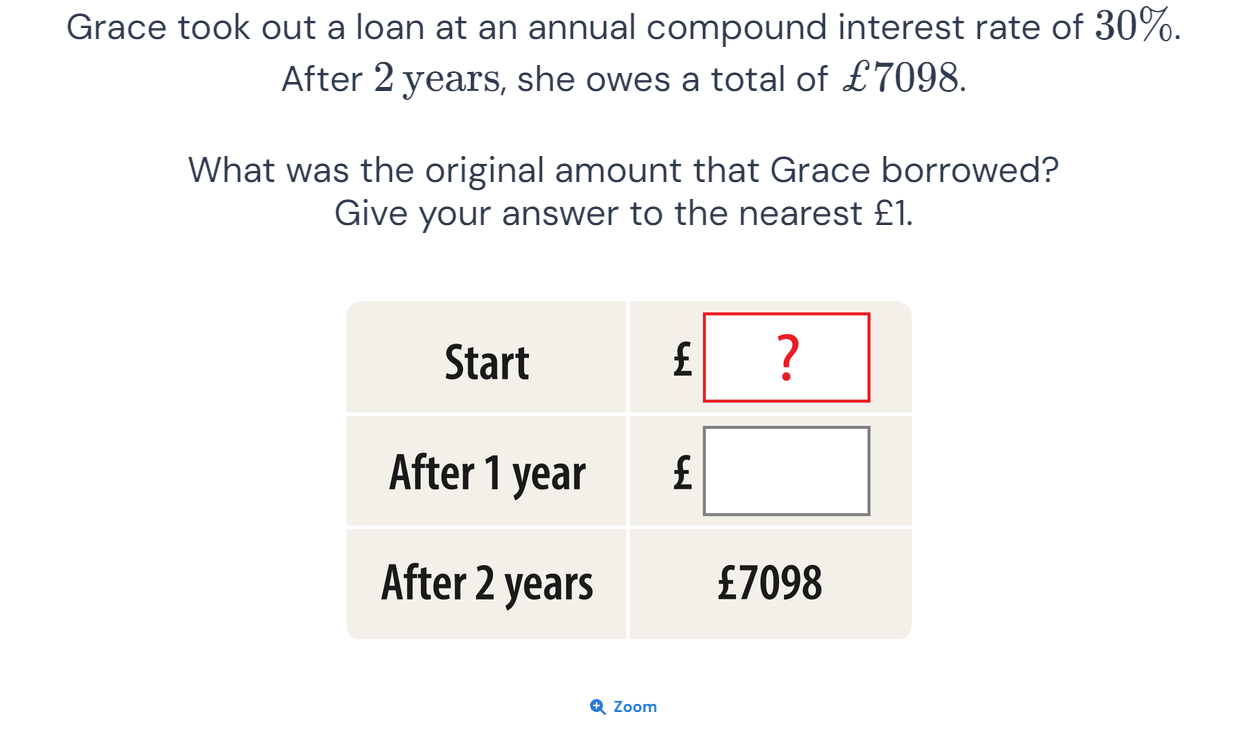 Grace took out a loan at an annual compound interest rate of 30%.
After 2 years, she owes a total of £7098.
What was the original amount that Grace borrowed?
Give your answer to the nearest £1.
Start £ ?
After 1 year £
After 2 years £7098
Zoom